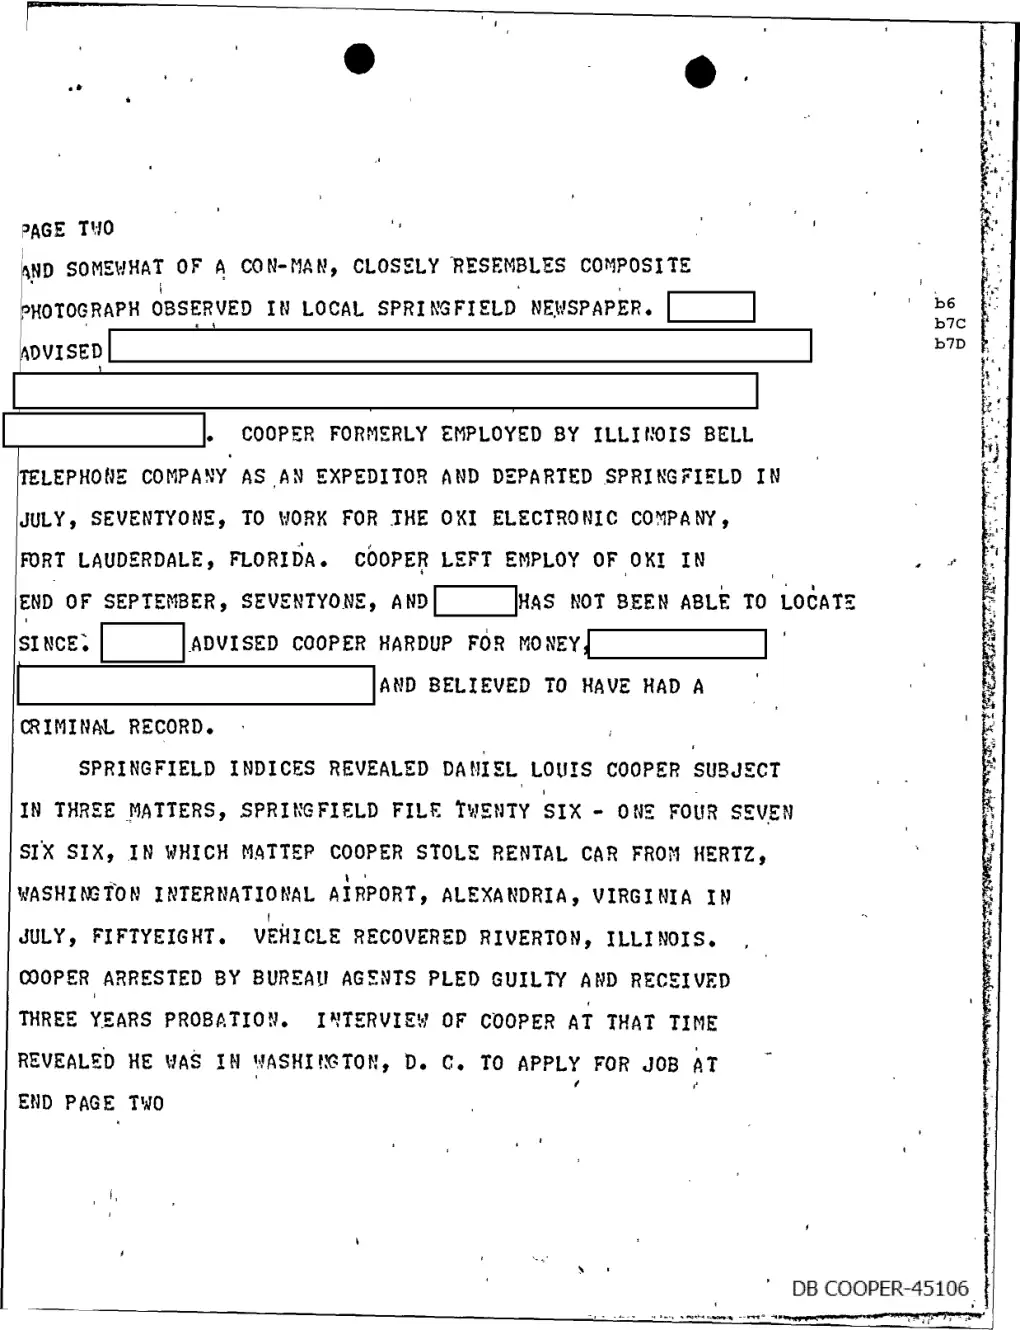 PAGE TWO
AND SOMEWHAT OF A CON-MAN, CLOSELY RESEMBLES COMPOSITE
PHOTOGRAPH OBSERVED IN LOCAL SPRINGFIELD NEWSPAPER.
b6
b7C
ADVISED
b7D
. COOPER FORMERLY EMPLOYED BY ILLINOIS BELL
TELEPHONE COMPANY AS AN EXPEDITOR AND DEPARTED SPRINGFIELD IN
JULY, SEVENTYONE, TO WORK FOR THE OKI ELECTRONIC COMPANY,
FORT LAUDERDALE, FLORIDA. COOPER LEFT EMPLOY OF OKI IN
END OF SEPTEMBER, SEVENTYONE, AND HAS NOT BEEN ABLE TO LOCATE
SINCE. ADVISED COOPER HARDUP FOR MONEY,
AND BELIEVED TO HAVE HAD A
CRIMINAL RECORD.
SPRINGFIELD INDICES REVEALED DANIEL LOUIS COOPER SUBJECT
IN THREE MATTERS, SPRINGFIELD FILE TWENTY SIX - ONE FOUR SEVEN
SIX SIX, IN WHICH MATTEP COOPER STOLE RENTAL CAR FROM HERTZ,
WASHINGTON INTERNATIONAL AIRPORT, ALEXANDRIA, VIRGINIA IN
JULY, FIFTYEIGHT. VEHICLE RECOVERED RIVERTON, ILLINOIS.
COOPER ARRESTED BY BUREAU AGENTS PLED GUILTY AND RECEIVED
THREE YEARS PROBATION. INTERVIEW OF COOPER AT THAT TIME
REVEALED HE WAS IN WASHINGTON, D. C. TO APPLY FOR JOB AT
END PAGE TWO
DB COOPER-45106